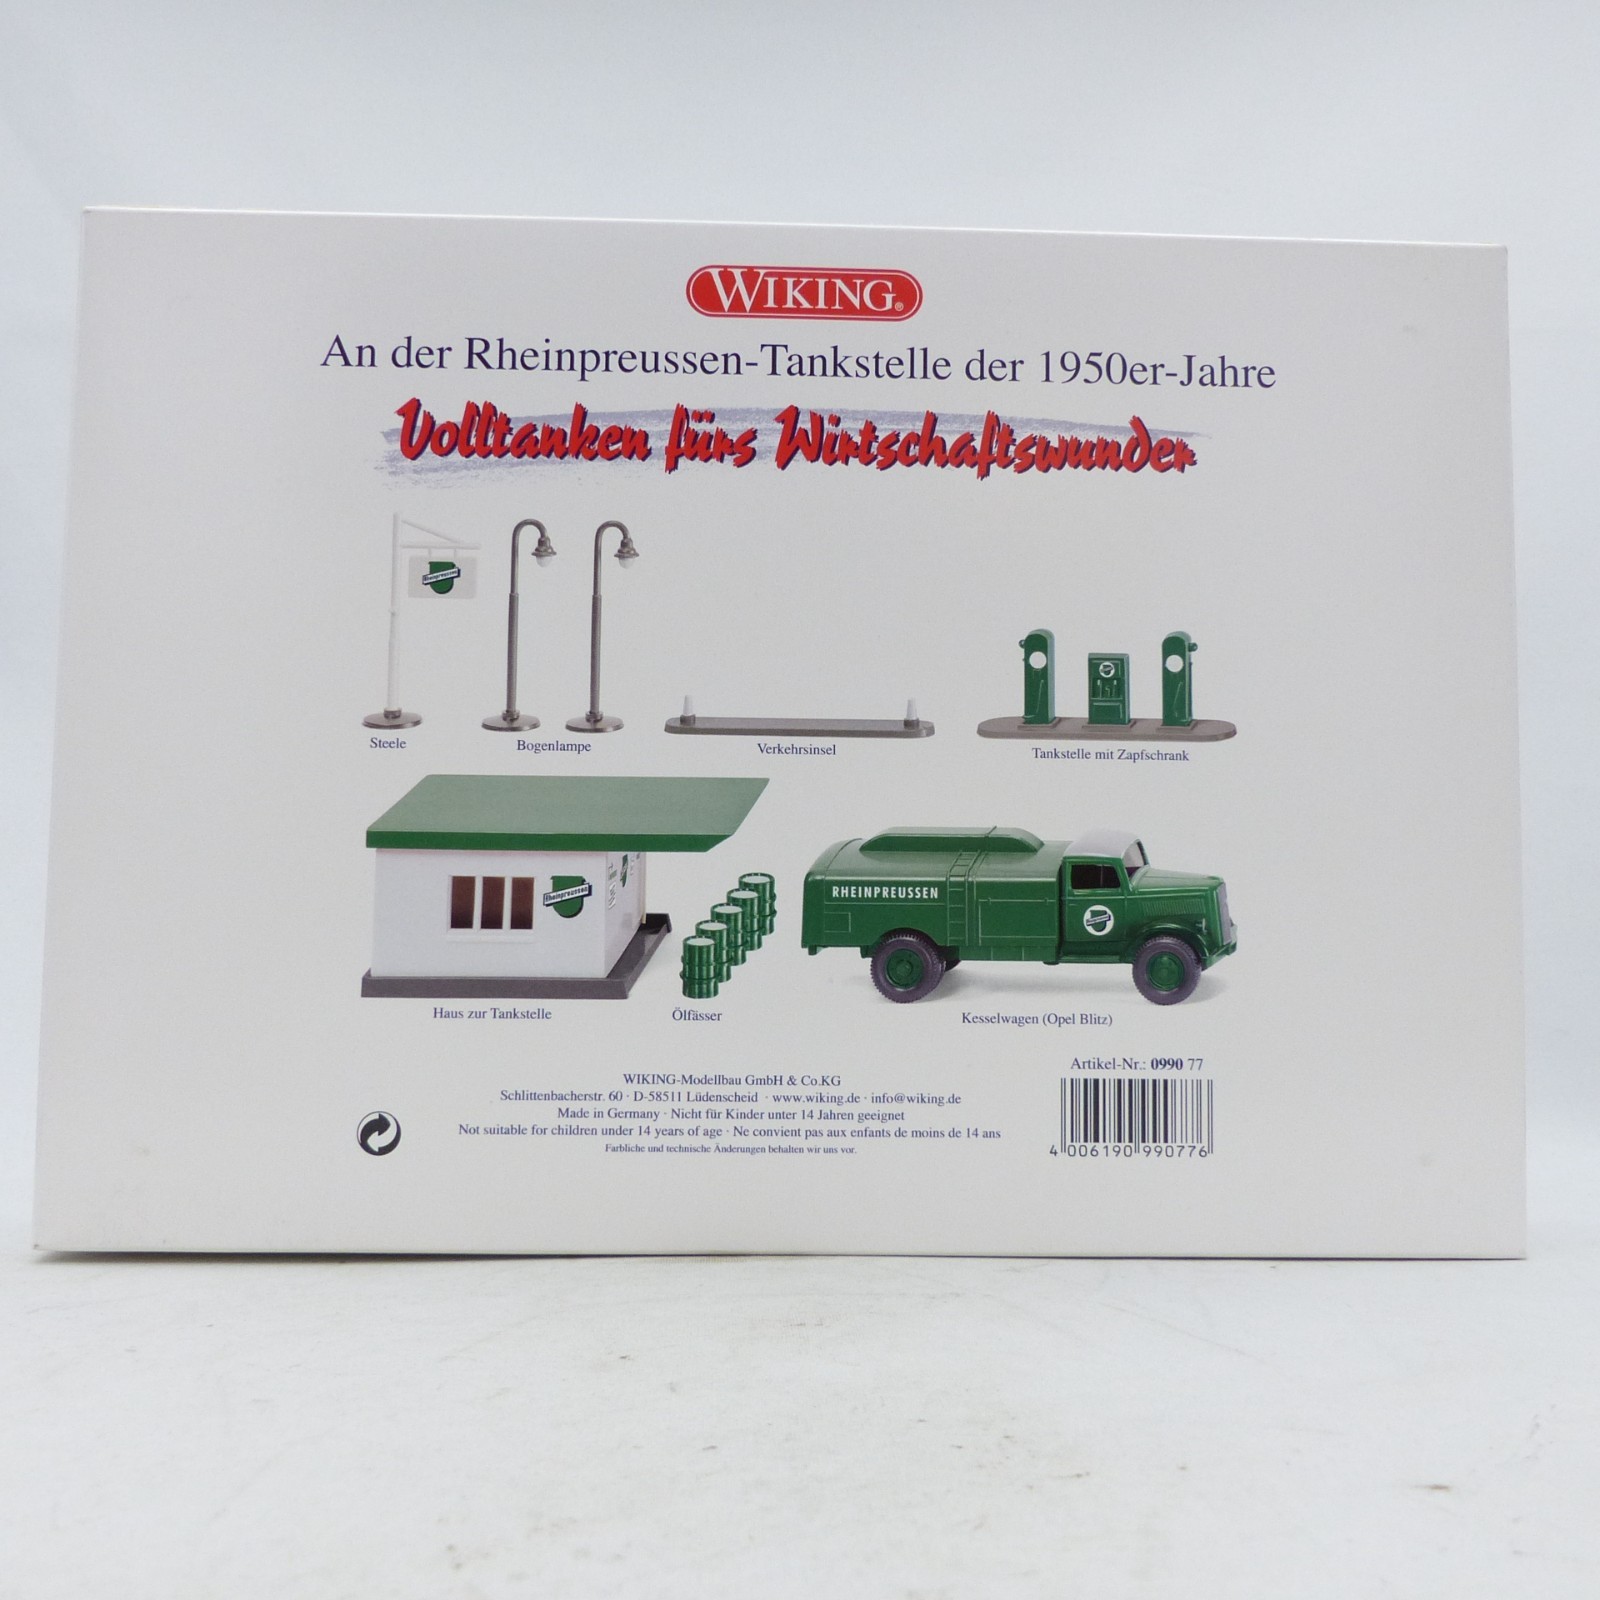 WIKING®
An der Rheinpreussen-Tankstelle der 1950er-Jahre
Volltanken fürs Wirtschaftswunder
Rheinpreussen
Steele
Bogenlampe
Verkehrsinsel
Tankstelle mit Zapfschrank
Rheinpreussen
RHEINPREUSSEN
Haus zur Tankstelle
Ölfässer
Kesselwagen (Opel Blitz)
Artikel-Nr.: 0990 77
WIKING-Modellbau GmbH & Co.KG
Schlittenbacherstr. 60 · D-58511 Lüdenscheid · www.wiking.de · info@wiking.de
Made in Germany · Nicht für Kinder unter 14 Jahren geeignet
Not suitable for children under 14 years of age · Ne convient pas aux enfants de moins de 14 ans
Farbliche und technische Änderungen behalten wir uns vor.
4 006190 990776